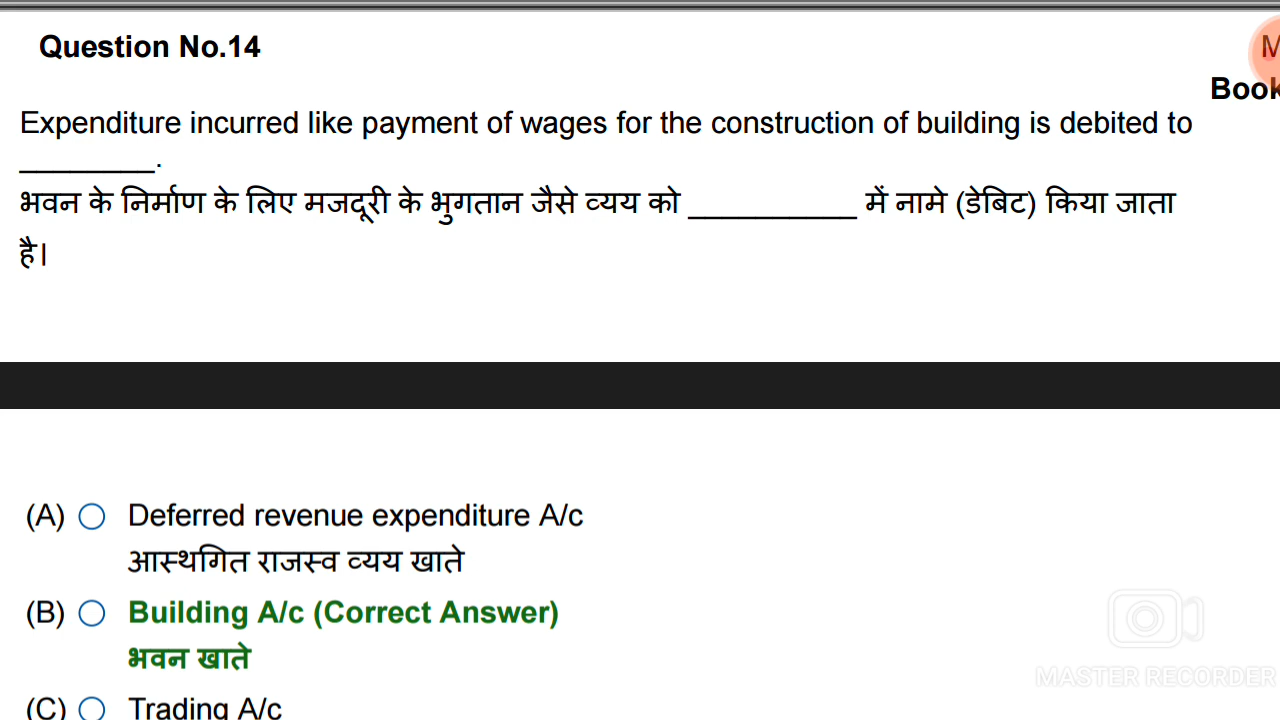 Question No.14
M
Book
Expenditure incurred like payment of wages for the construction of building is debited to
________.
भवन के निर्माण के लिए मजदूरी के भुगतान जैसे व्यय को __________ में नामे (डेबिट) किया जाता
है।
(A) Deferred revenue expenditure A/c
आस्थगित राजस्व व्यय खाते
(B) Building A/c (Correct Answer)
भवन खाते
(C) Trading A/c
MASTER RECORDER